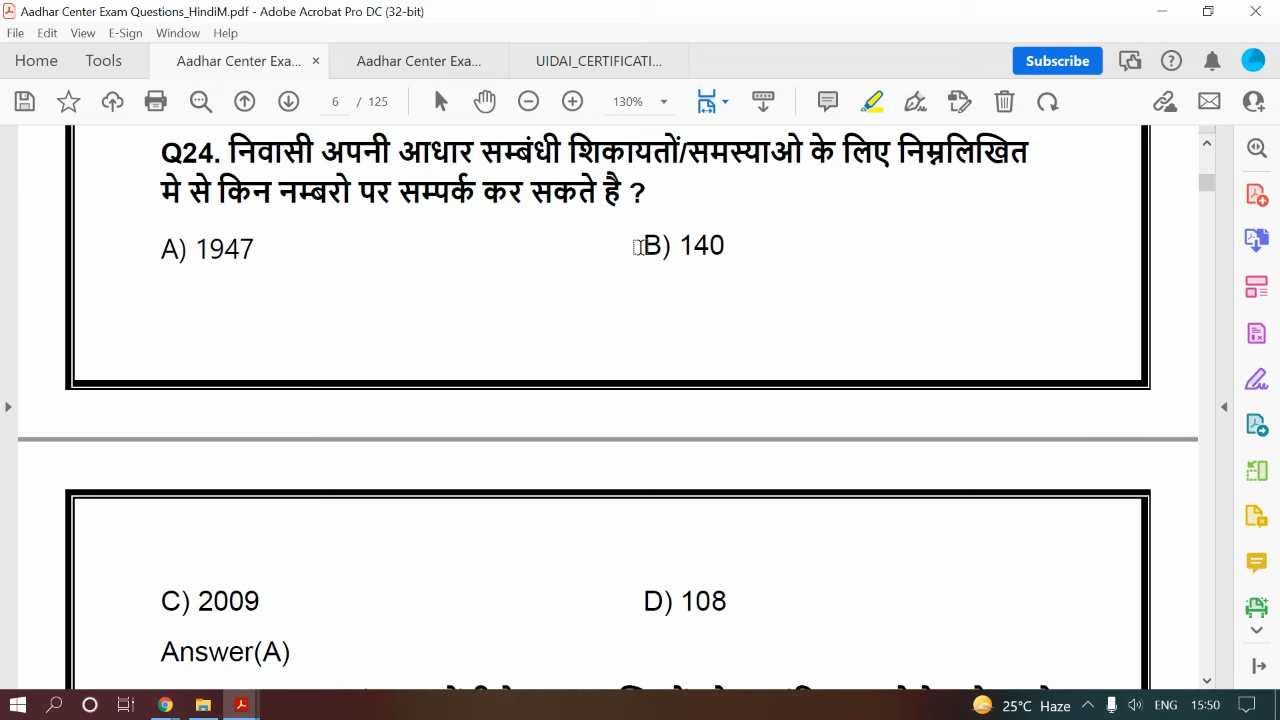 Aadhar Center Exam Questions_HindiM.pdf - Adobe Acrobat Pro DC (32-bit)
File Edit View E-Sign Window Help
Home Tools Aadhar Center Exa... × Aadhar Center Exa... UIDAI_CERTIFICATI... Subscribe
6 / 125 130%
Q24. निवासी अपनी आधार सम्बंधी शिकायतों/समस्याओ के लिए निम्नलिखित
मे से किन नम्बरो पर सम्पर्क कर सकते है ?
A) 1947 B) 140
C) 2009 D) 108
Answer(A)
25°C Haze ENG 15:50